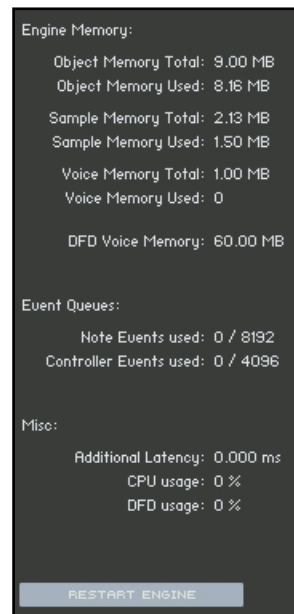 Engine Memory:
Object Memory Total: 9.00 MB
Object Memory Used: 8.16 MB
Sample Memory Total: 2.13 MB
Sample Memory Used: 1.50 MB
Voice Memory Total: 1.00 MB
Voice Memory Used: 0
DFD Voice Memory: 60.00 MB
Event Queues:
Note Events used: 0 / 8192
Controller Events used: 0 / 4096
Misc:
Additional Latency: 0.000 ms
CPU usage: 0 %
DFD usage: 0 %
RESTART ENGINE